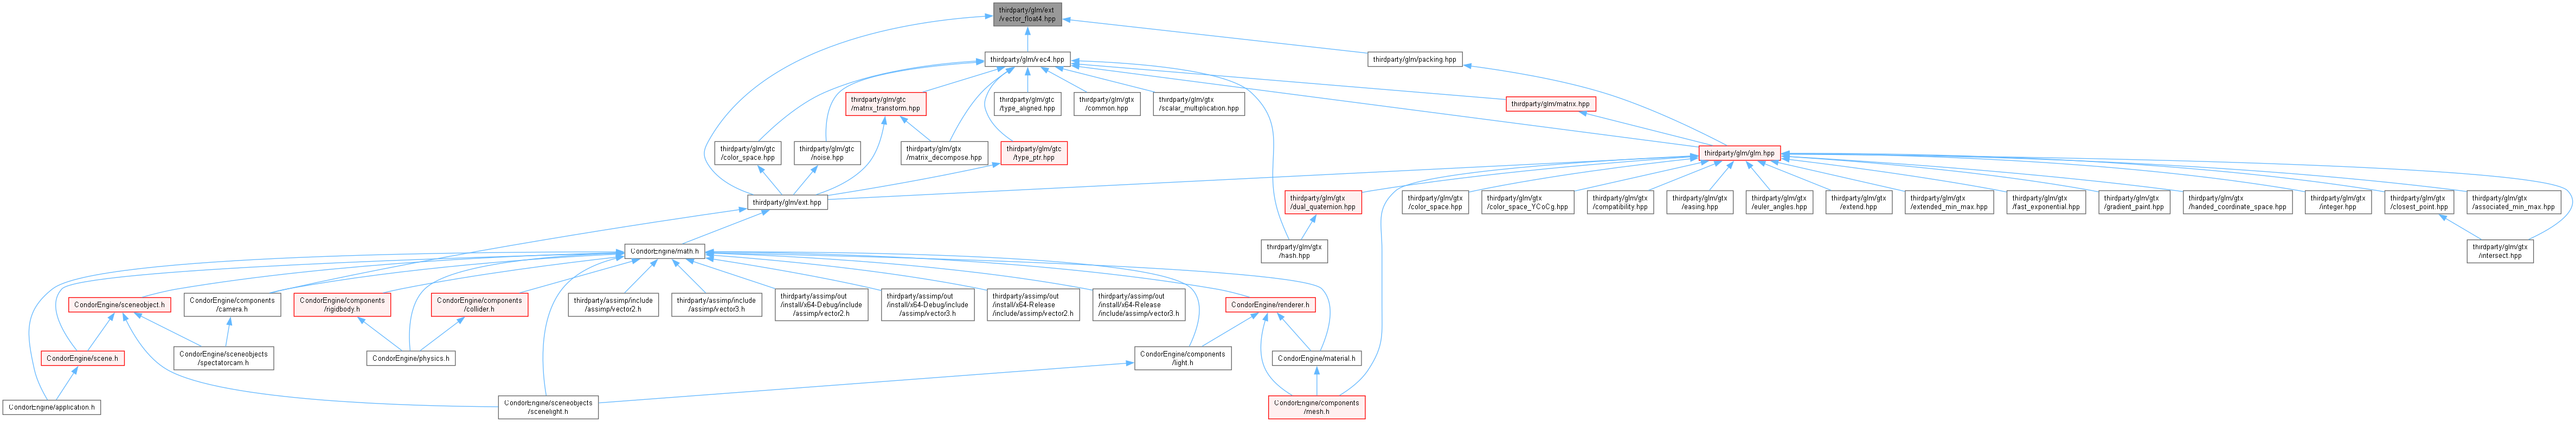 thirdparty/glm/ext
/vector_float4.hpp
thirdparty/glm/vec4.hpp
thirdparty/glm/packing.hpp
thirdparty/glm/gtc
/matrix_transform.hpp
thirdparty/glm/gtc
/type_aligned.hpp
thirdparty/glm/gtx
/common.hpp
thirdparty/glm/gtx
/scalar_multiplication.hpp
thirdparty/glm/matrix.hpp
thirdparty/glm/gtc
/color_space.hpp
thirdparty/glm/gtc
/noise.hpp
thirdparty/glm/gtx
/matrix_decompose.hpp
thirdparty/glm/gtc
/type_ptr.hpp
thirdparty/glm/glm.hpp
thirdparty/glm/ext.hpp
thirdparty/glm/gtx
/dual_quaternion.hpp
thirdparty/glm/gtx
/color_space.hpp
thirdparty/glm/gtx
/color_space_YCoCg.hpp
thirdparty/glm/gtx
/compatibility.hpp
thirdparty/glm/gtx
/easing.hpp
thirdparty/glm/gtx
/euler_angles.hpp
thirdparty/glm/gtx
/extend.hpp
thirdparty/glm/gtx
/extended_min_max.hpp
thirdparty/glm/gtx
/fast_exponential.hpp
thirdparty/glm/gtx
/gradient_paint.hpp
thirdparty/glm/gtx
/handed_coordinate_space.hpp
thirdparty/glm/gtx
/integer.hpp
thirdparty/glm/gtx
/closest_point.hpp
thirdparty/glm/gtx
/associated_min_max.hpp
CondorEngine/math.h
thirdparty/glm/gtx
/hash.hpp
thirdparty/glm/gtx
/intersect.hpp
CondorEngine/sceneobject.h
CondorEngine/components
/camera.h
CondorEngine/components
/rigidbody.h
CondorEngine/components
/collider.h
thirdparty/assimp/include
/assimp/vector2.h
thirdparty/assimp/include
/assimp/vector3.h
thirdparty/assimp/out
/install/x64-Debug/include
/assimp/vector2.h
thirdparty/assimp/out
/install/x64-Debug/include
/assimp/vector3.h
thirdparty/assimp/out
/install/x64-Release
/include/assimp/vector2.h
thirdparty/assimp/out
/install/x64-Release
/include/assimp/vector3.h
CondorEngine/renderer.h
CondorEngine/scene.h
CondorEngine/sceneobjects
/spectatorcam.h
CondorEngine/physics.h
CondorEngine/components
/light.h
CondorEngine/material.h
CondorEngine/application.h
CondorEngine/sceneobjects
/scenelight.h
CondorEngine/components
/mesh.h